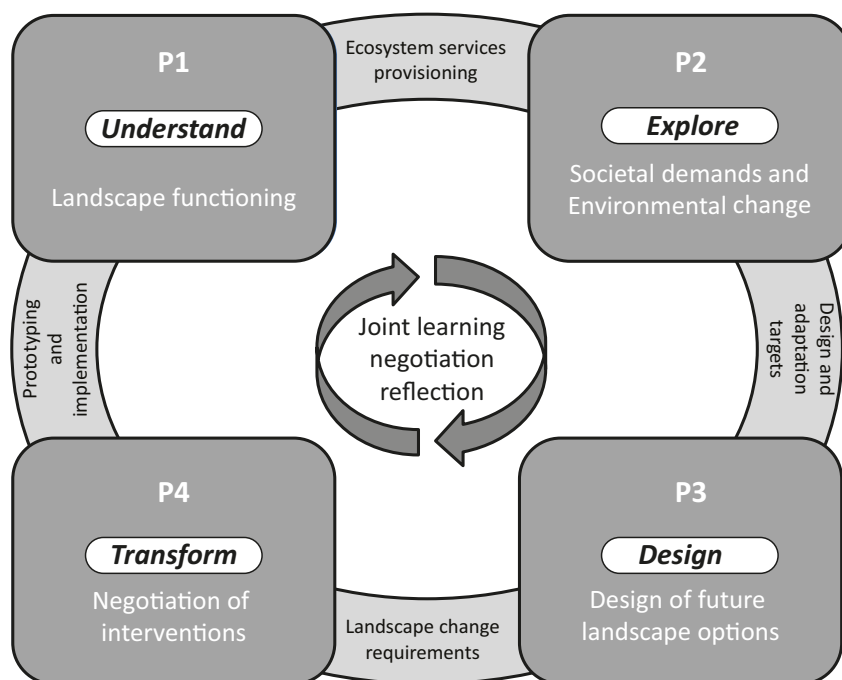 P1
Understand
Landscape functioning
Ecosystem services
provisioning
P2
Explore
Societal demands and
Environmental change
Design and
adaptation
targets
P3
Design
Design of future
landscape options
Landscape change
requirements
P4
Transform
Negotiation of
interventions
Prototyping
and
implementation
Joint learning
negotiation
reflection